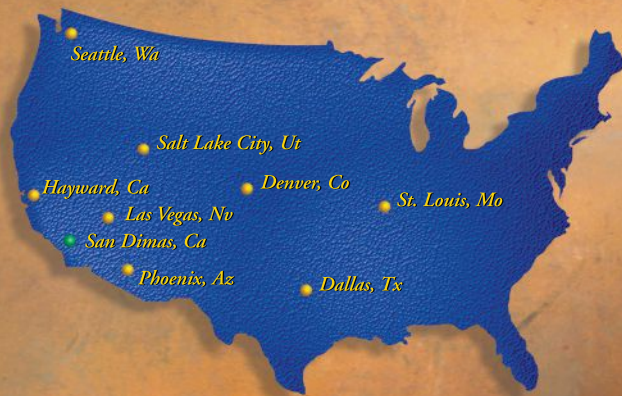 Seattle, Wa
Salt Lake City, Ut
Hayward, Ca
Denver, Co
St. Louis, Mo
Las Vegas, Nv
San Dimas, Ca
Phoenix, Az
Dallas, Tx